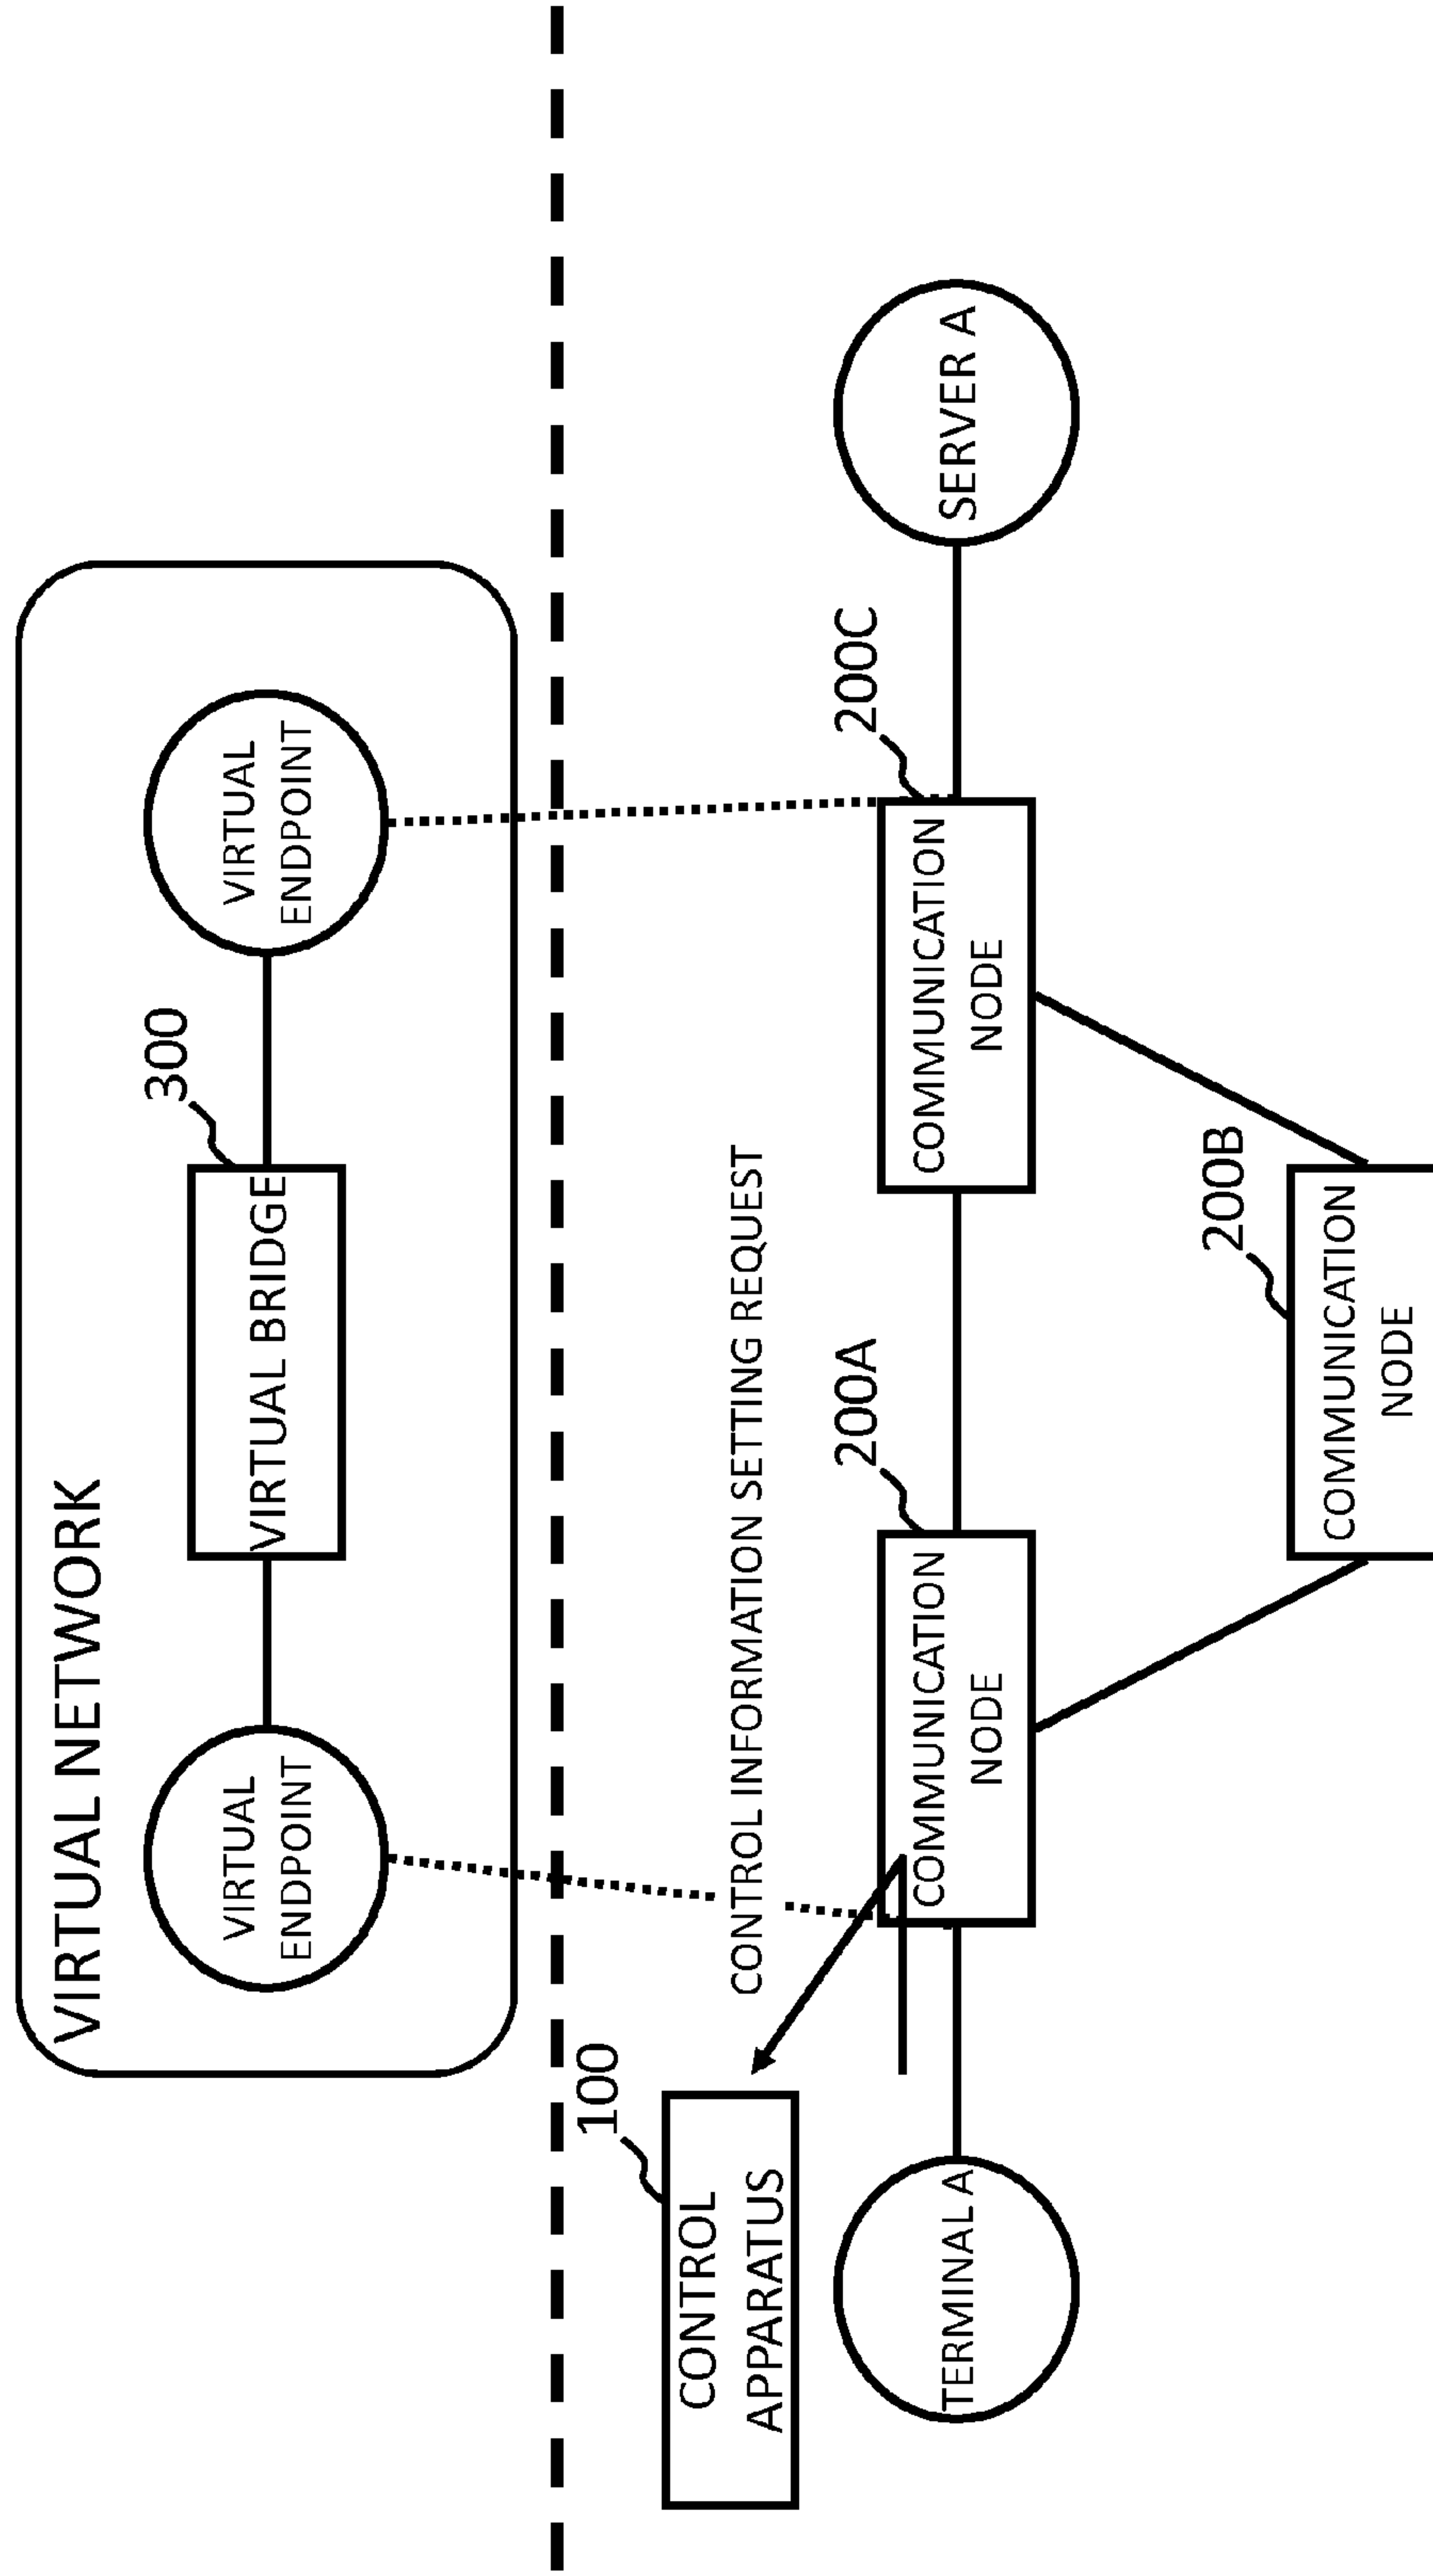 VIRTUAL NETWORK
VIRTUAL
ENDPOINT
VIRTUAL BRIDGE
300
VIRTUAL
ENDPOINT
100
CONTROL
APPARATUS
CONTROL INFORMATION SETTING REQUEST
TERMINAL A
200A
COMMUNICATION
NODE
200C
COMMUNICATION
NODE
SERVER A
200B
COMMUNICATION
NODE